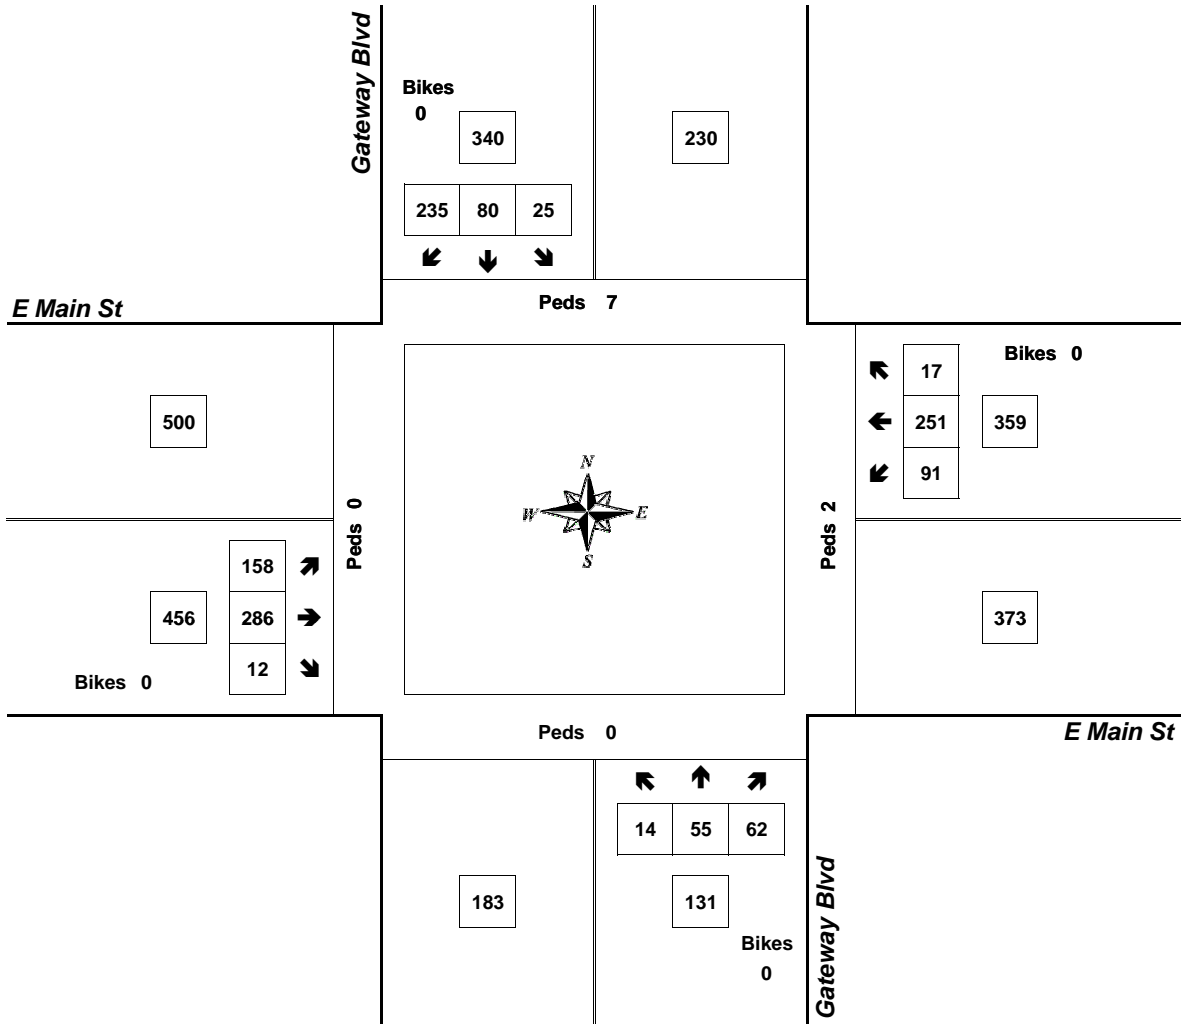 Gateway Blvd
Bikes
0
340
230
235 80 25
Peds 7
E Main St
Bikes 0
17
500
251 359
91
N
W E
S
Peds 0
Peds 2
158
456 286
373
12
Bikes 0
Peds 0
E Main St
14 55 62
183
131
Bikes
0
Gateway Blvd